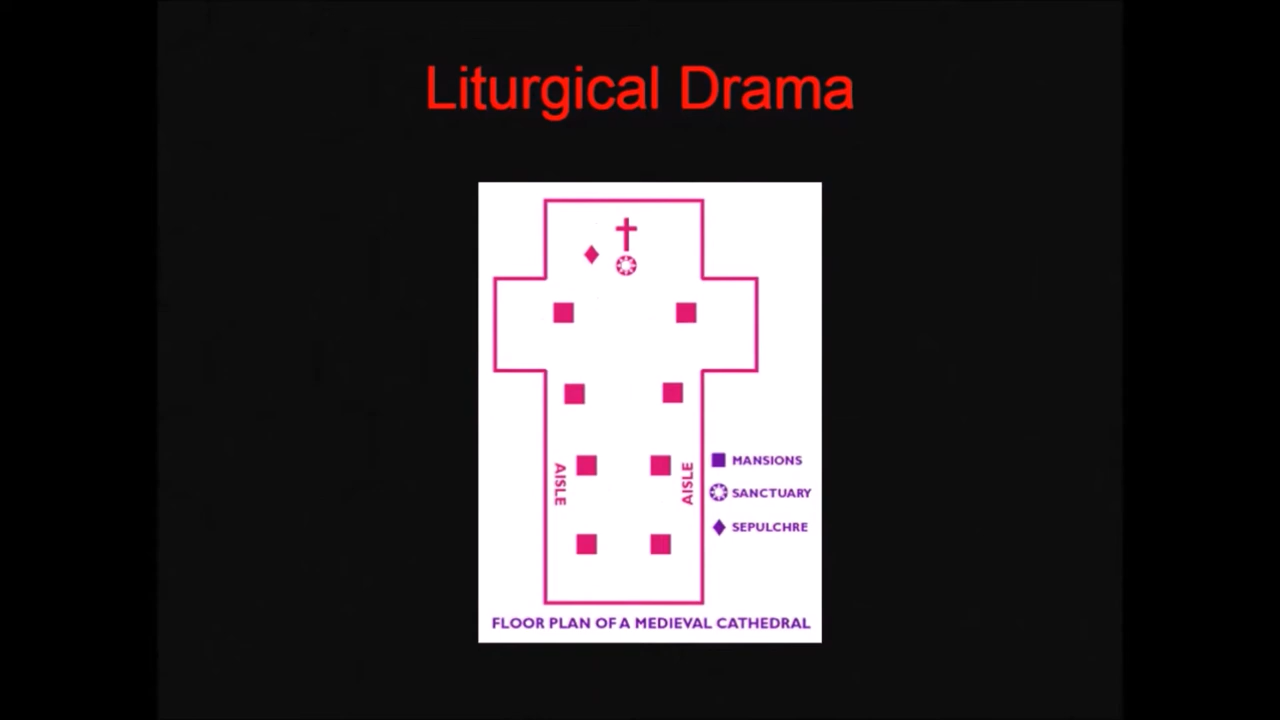 Liturgical Drama
AISLE
AISLE
MANSIONS
SANCTUARY
SEPULCHRE
FLOOR PLAN OF A MEDIEVAL CATHEDRAL